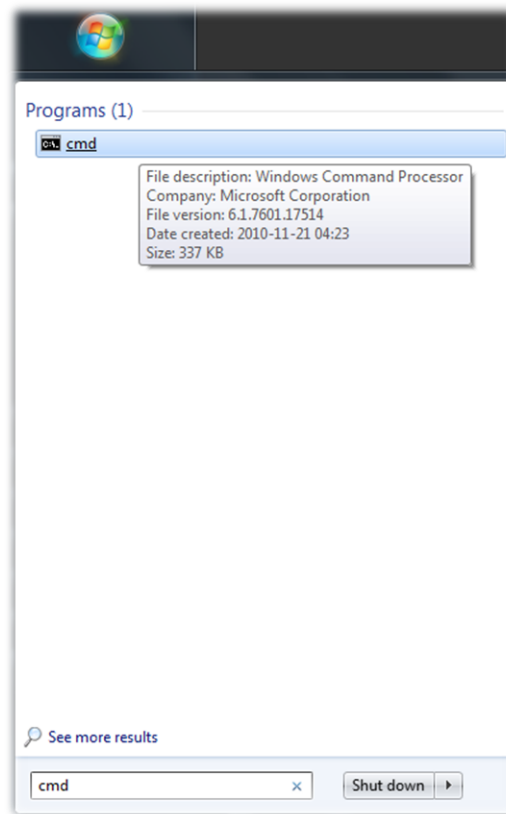 Programs (1)
cmd
File description: Windows Command Processor
Company: Microsoft Corporation
File version: 6.1.7601.17514
Date created: 2010-11-21 04:23
Size: 337 KB
See more results
cmd
Shut down